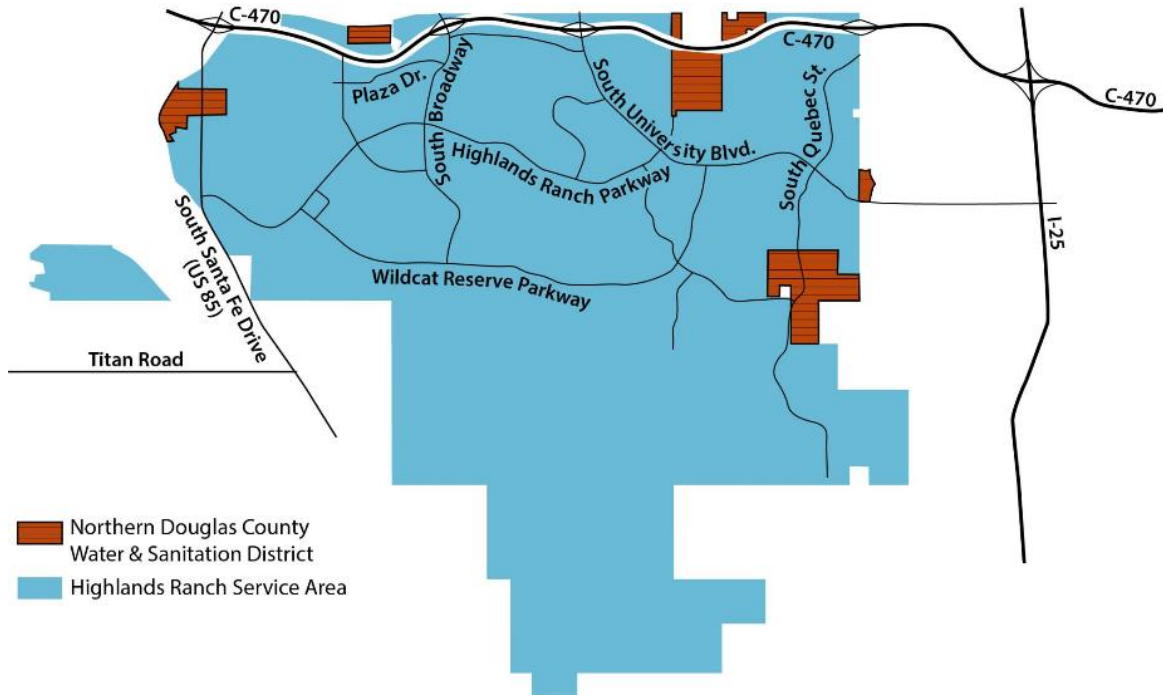 C-470
C-470
C-470
Plaza Dr.
South Broadway
South University Blvd.
South Quebec St.
Highlands Ranch Parkway
I-25
South Santa Fe Drive
(US 85)
Wildcat Reserve Parkway
Titan Road
Northern Douglas County
Water & Sanitation District
Highlands Ranch Service Area